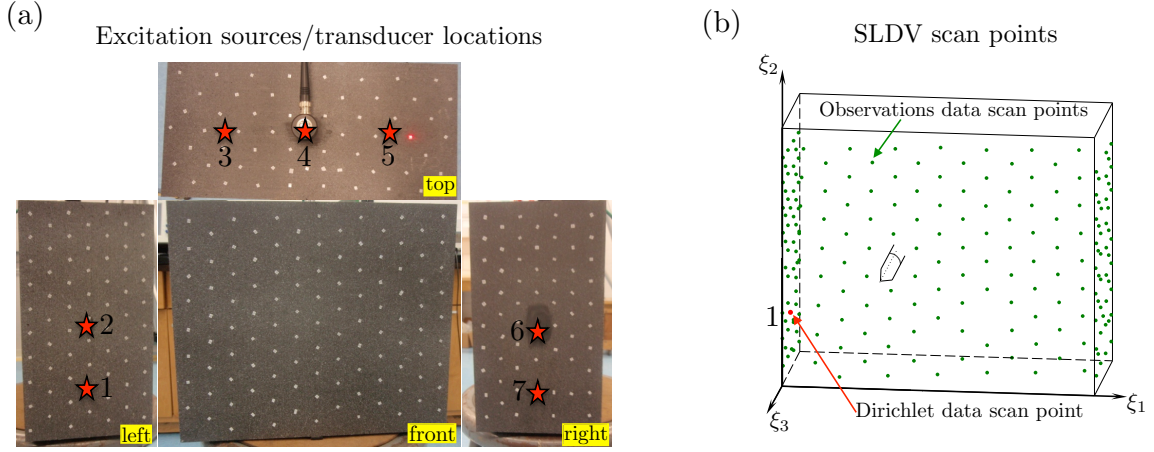 (a)
Excitation sources/transducer locations
3
4
5
top
2
1
left
front
6
7
right
(b)
SLDV scan points
ξ2
Observations data scan points
1
ξ1
Dirichlet data scan point
ξ3